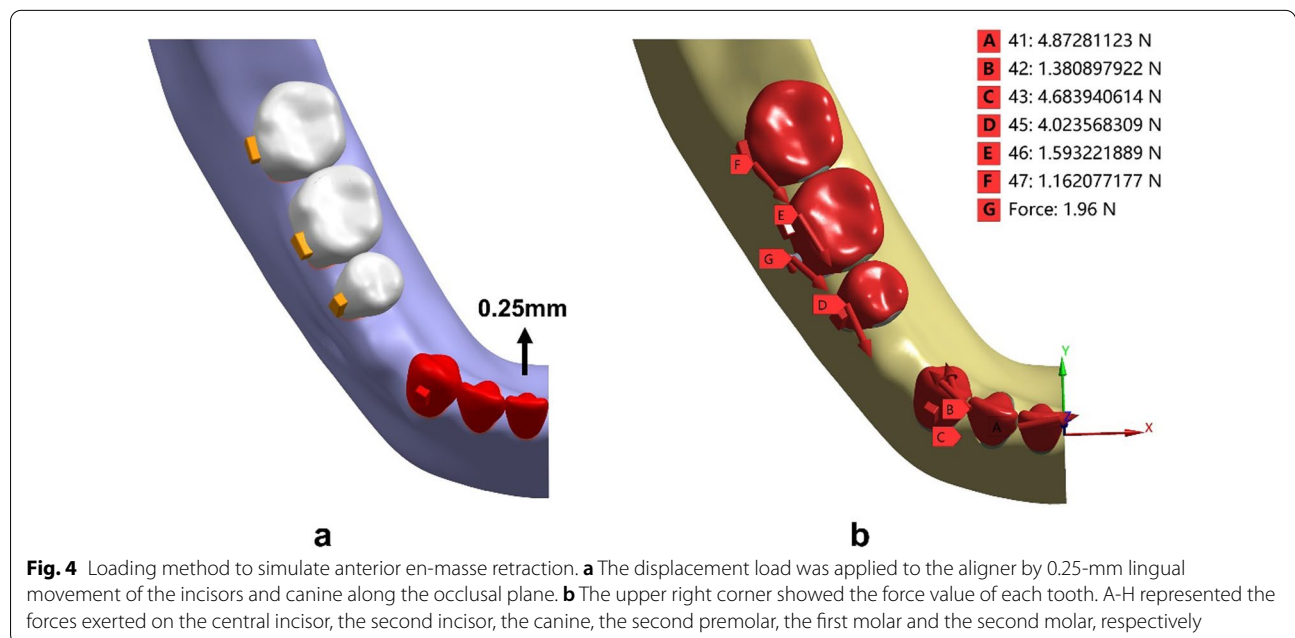 0.25mm
a
A 41: 4.87281123 N
B 42: 1.380897922 N
C 43: 4.683940614 N
D 45: 4.023568309 N
E 46: 1.593221889 N
F 47: 1.162077177 N
G Force: 1.96 N
F
E
G
D
B
A
C
Y
X
b
Fig. 4 Loading method to simulate anterior en-masse retraction. a The displacement load was applied to the aligner by 0.25-mm lingual
movement of the incisors and canine along the occlusal plane. b The upper right corner showed the force value of each tooth. A-H represented the
forces exerted on the central incisor, the second incisor, the canine, the second premolar, the first molar and the second molar, respectively